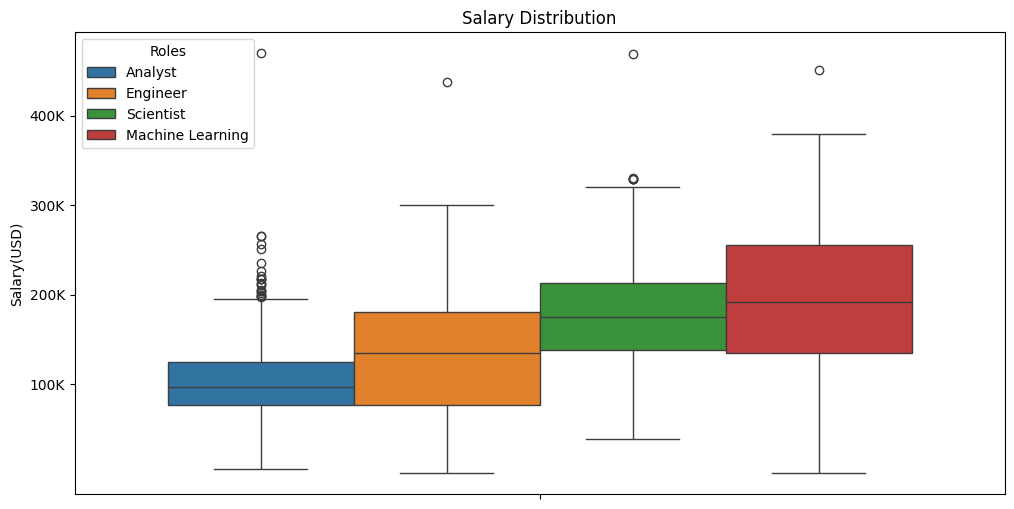 Salary Distribution
Roles
Analyst
Engineer
Scientist
Machine Learning
400K
300K
200K
100K
Salary(USD)